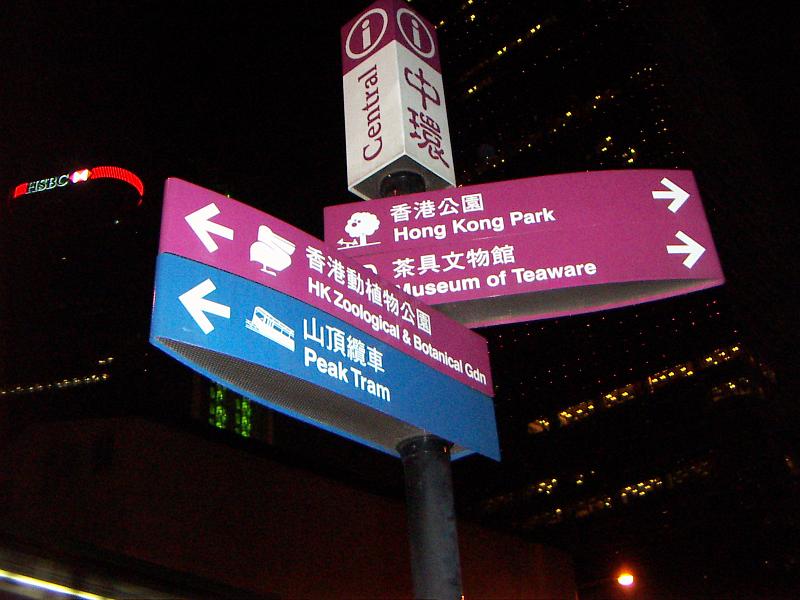 i
i
Central
中環
HSBC
香港公園
Hong Kong Park
茶具文物館
Museum of Teaware
香港動植物公園
HK Zoological & Botanical Gdn
山頂纜車
Peak Tram